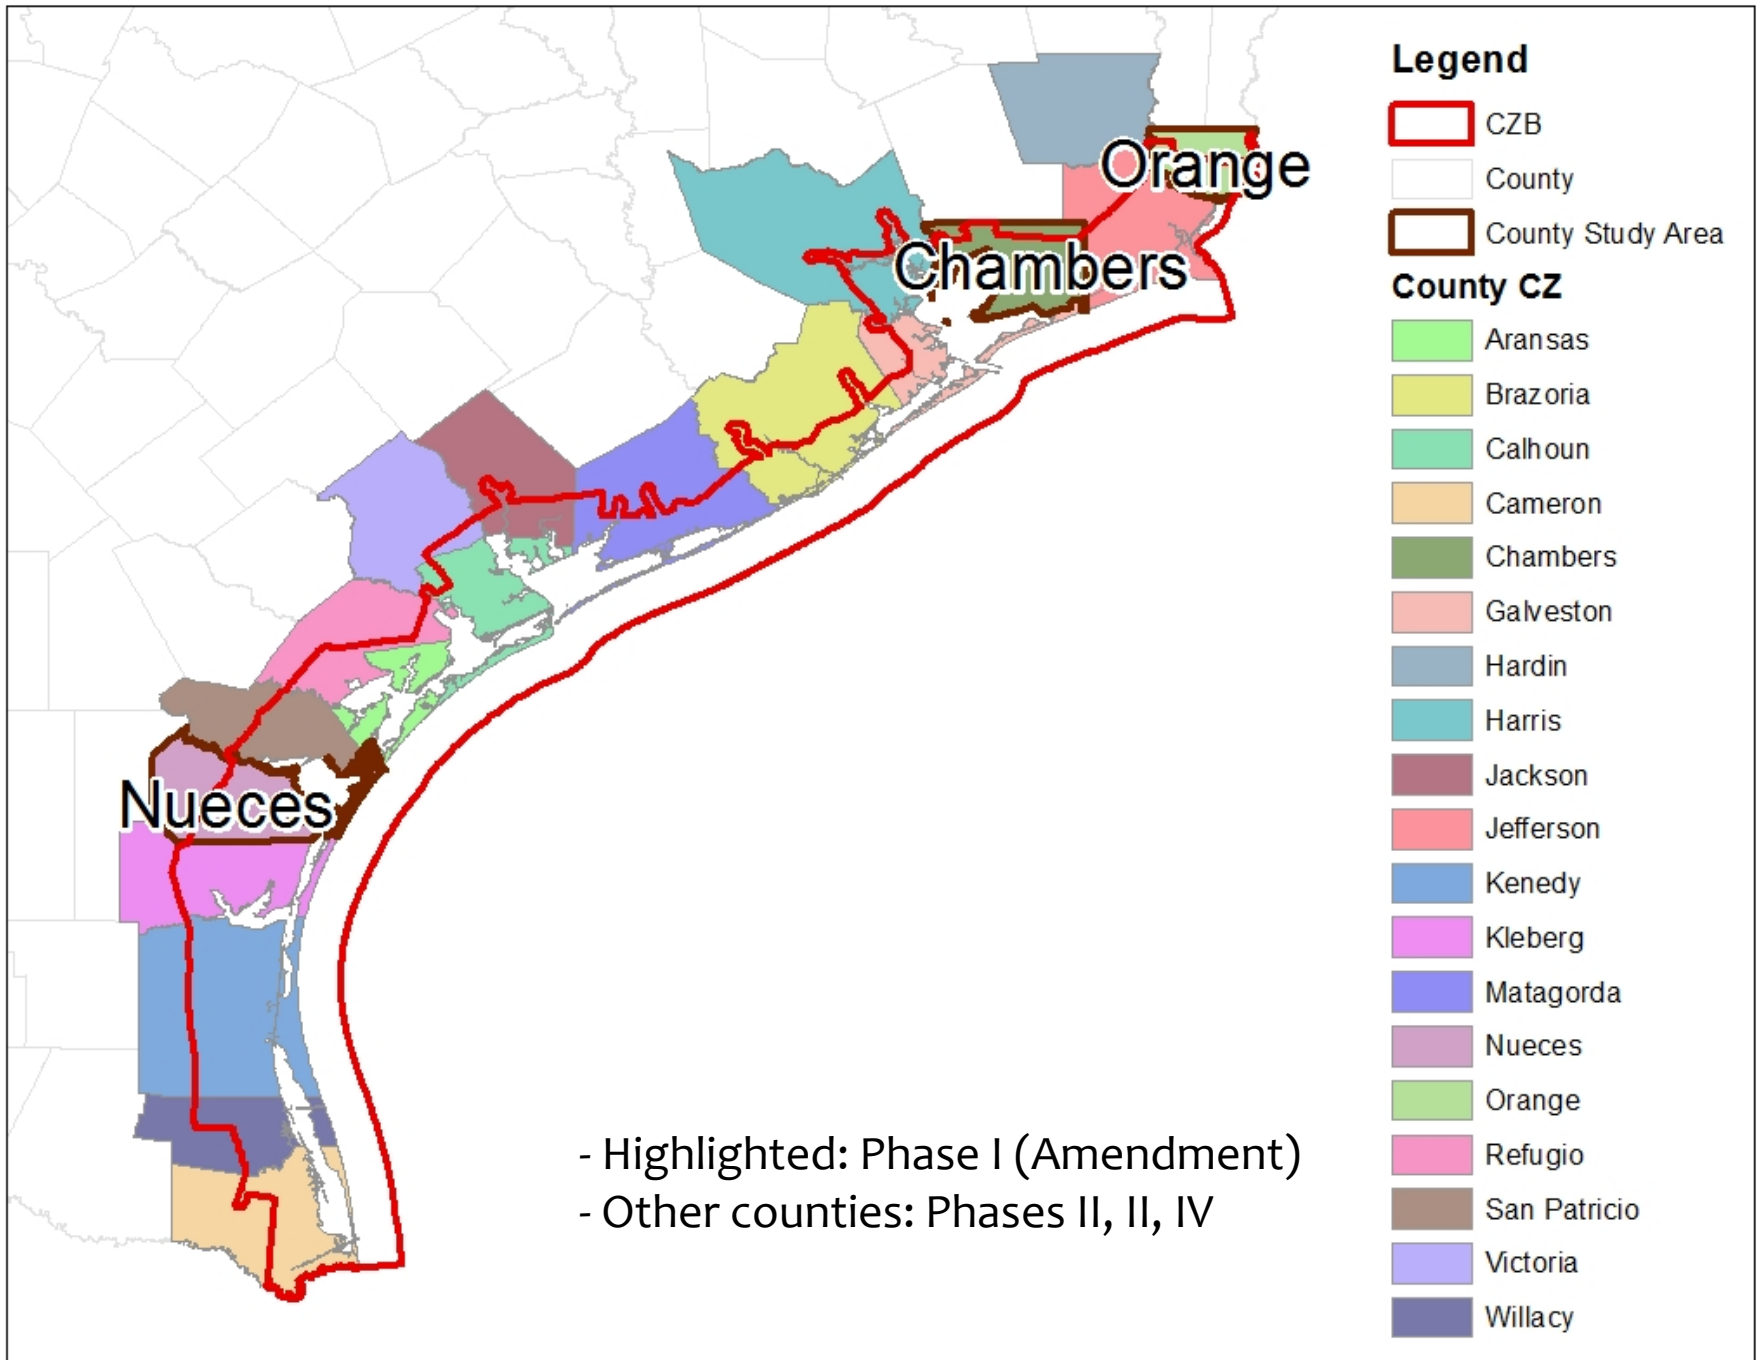 Legend
CZB
County
County Study Area
County CZ
Aransas
Brazoria
Calhoun
Cameron
Chambers
Galveston
Hardin
Harris
Jackson
Jefferson
Kenedy
Kleberg
Matagorda
Nueces
Orange
Refugio
San Patricio
Victoria
Willacy
Orange
Chambers
Nueces
- Highlighted: Phase I (Amendment)
- Other counties: Phases II, II, IV